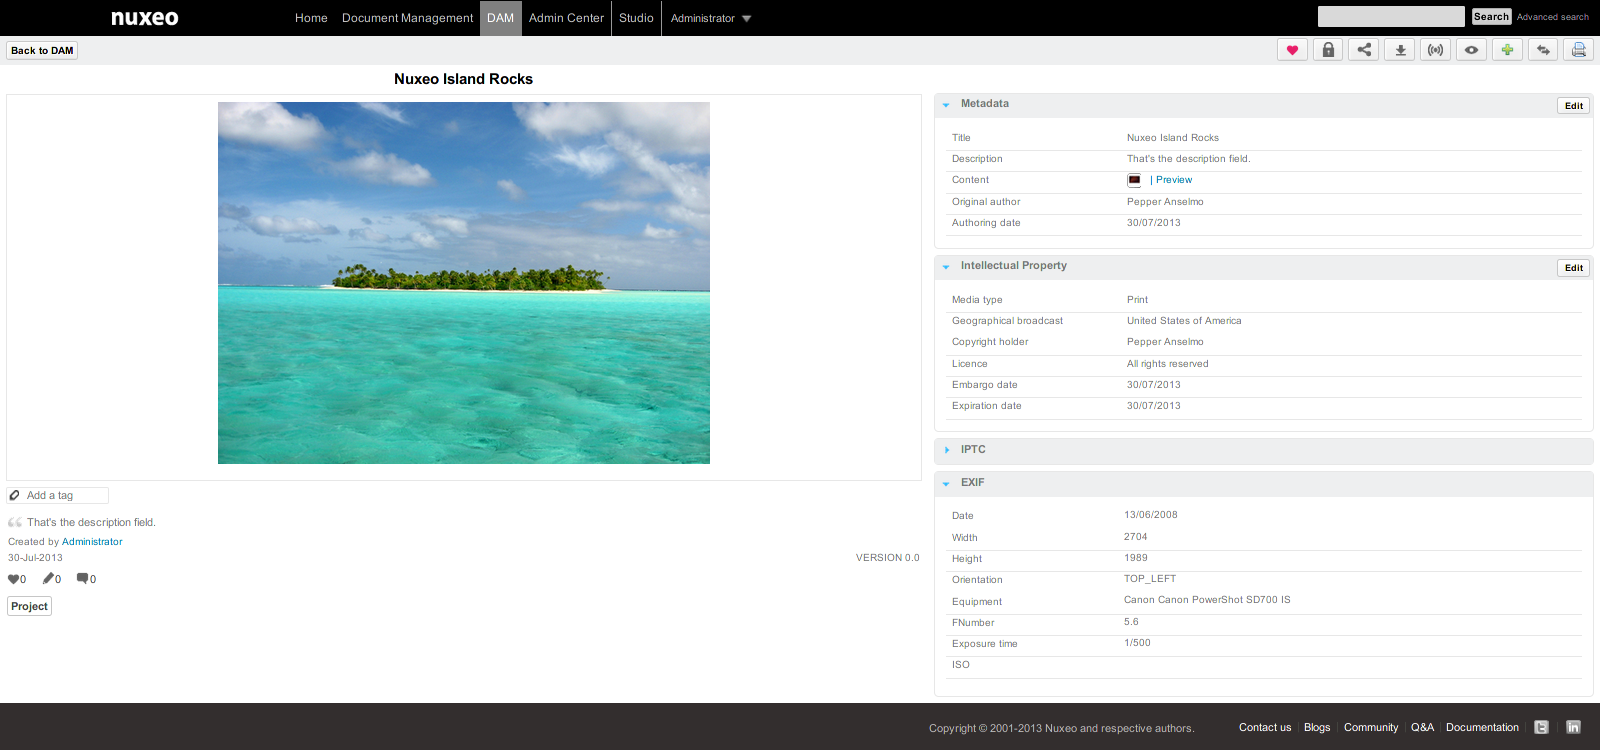 nuxeo Home Document Management DAM Admin Center Studio Administrator Search Advanced search
Back to DAM
Nuxeo Island Rocks
Add a tag
That's the description field.
Created by Administrator
30-Jul-2013 VERSION 0.0
0 0 0
Project
Metadata Edit
Title Nuxeo Island Rocks
Description That's the description field.
Content | Preview
Original author Pepper Anselmo
Authoring date 30/07/2013
Intellectual Property Edit
Media type Print
Geographical broadcast United States of America
Copyright holder Pepper Anselmo
Licence All rights reserved
Embargo date 30/07/2013
Expiration date 30/07/2013
IPTC
EXIF
Date 13/06/2008
Width 2704
Height 1989
Orientation TOP_LEFT
Equipment Canon Canon PowerShot SD700 IS
FNumber 5.6
Exposure time 1/500
ISO
Copyright © 2001-2013 Nuxeo and respective authors. Contact us Blogs Community Q&A Documentation t in